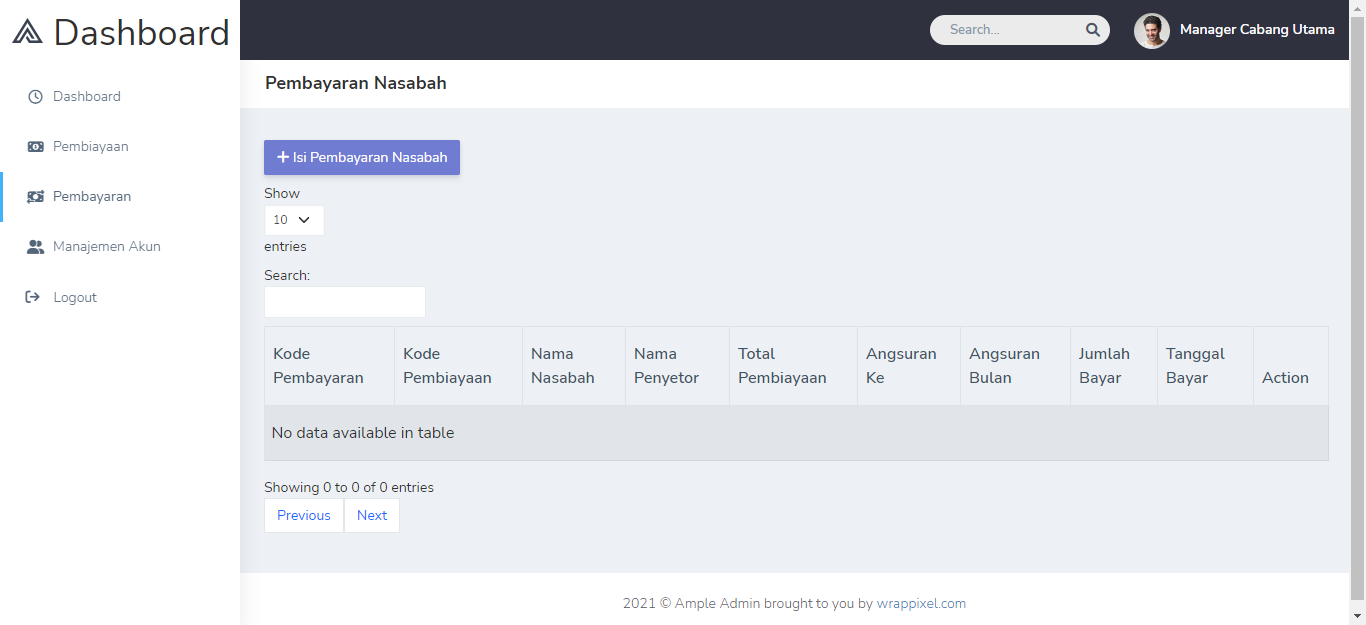 Dashboard
Search...
Manager Cabang Utama
Dashboard
Pembiayaan
Pembayaran
Manajemen Akun
Logout
Pembayaran Nasabah
Isi Pembayaran Nasabah
Show
10
entries
Search:
Kode Pembayaran
Kode Pembiayaan
Nama Nasabah
Nama Penyetor
Total Pembiayaan
Angsuran Ke
Angsuran Bulan
Jumlah Bayar
Tanggal Bayar
Action
No data available in table
Showing 0 to 0 of 0 entries
Previous Next
2021 © Ample Admin brought to you by wrappixel.com